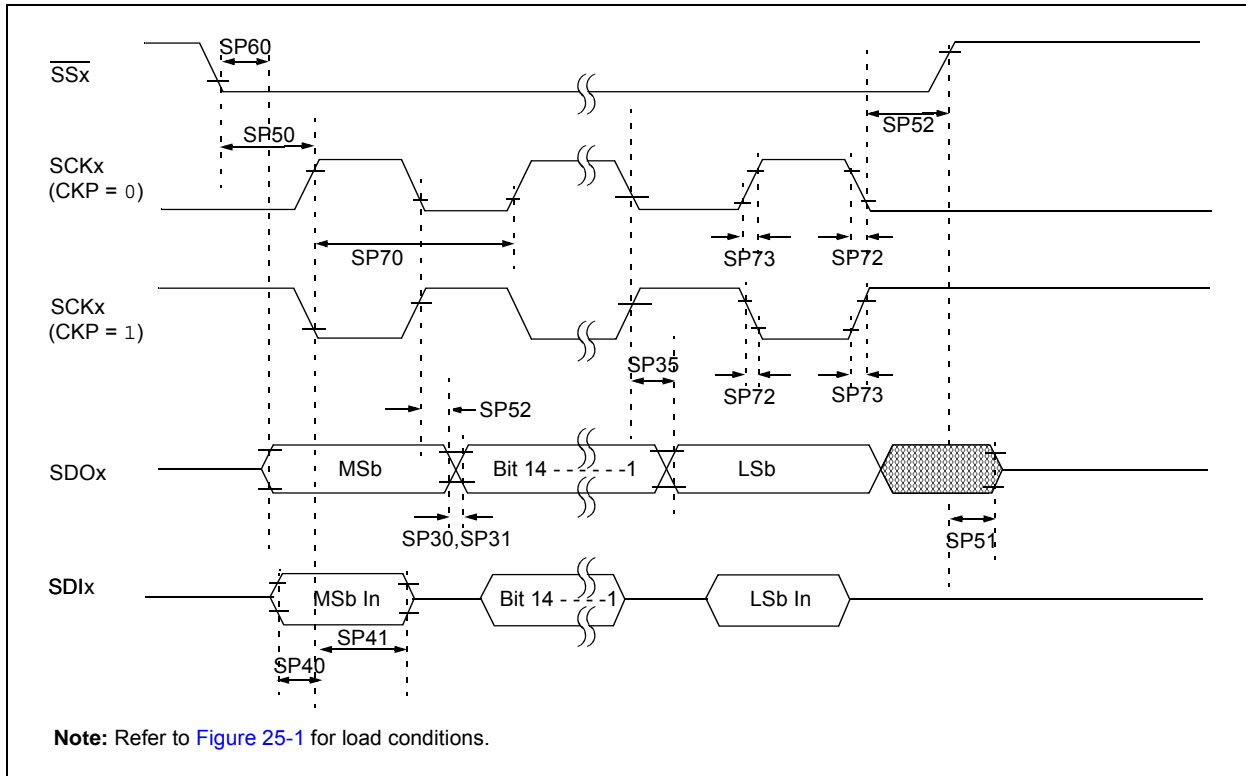 SP60
SSx
SP50
SP52
SCKx
(CKP = 0)
SP70
SP73
SP72
SCKx
(CKP = 1)
SP35
SP72
SP73
SP52
SDOx
MSb
Bit 14 - - - - - -1
LSb
SP30,SP31
SP51
SDIx
MSb In
Bit 14 - - - - -1
LSb In
SP41
SP40
Note: Refer to Figure 25-1 for load conditions.